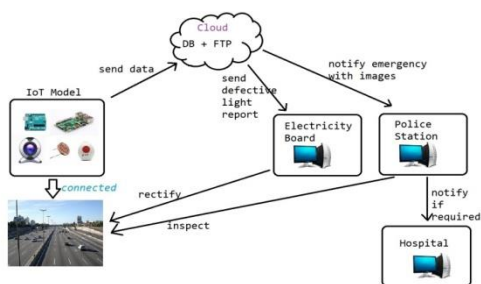 Cloud
DB + FTP
send data
send
defective
light
report
notify emergency
with images
IoT Model
Electricity
Board
Police
Station
connected
rectify
inspect
notify
if
required
Hospital